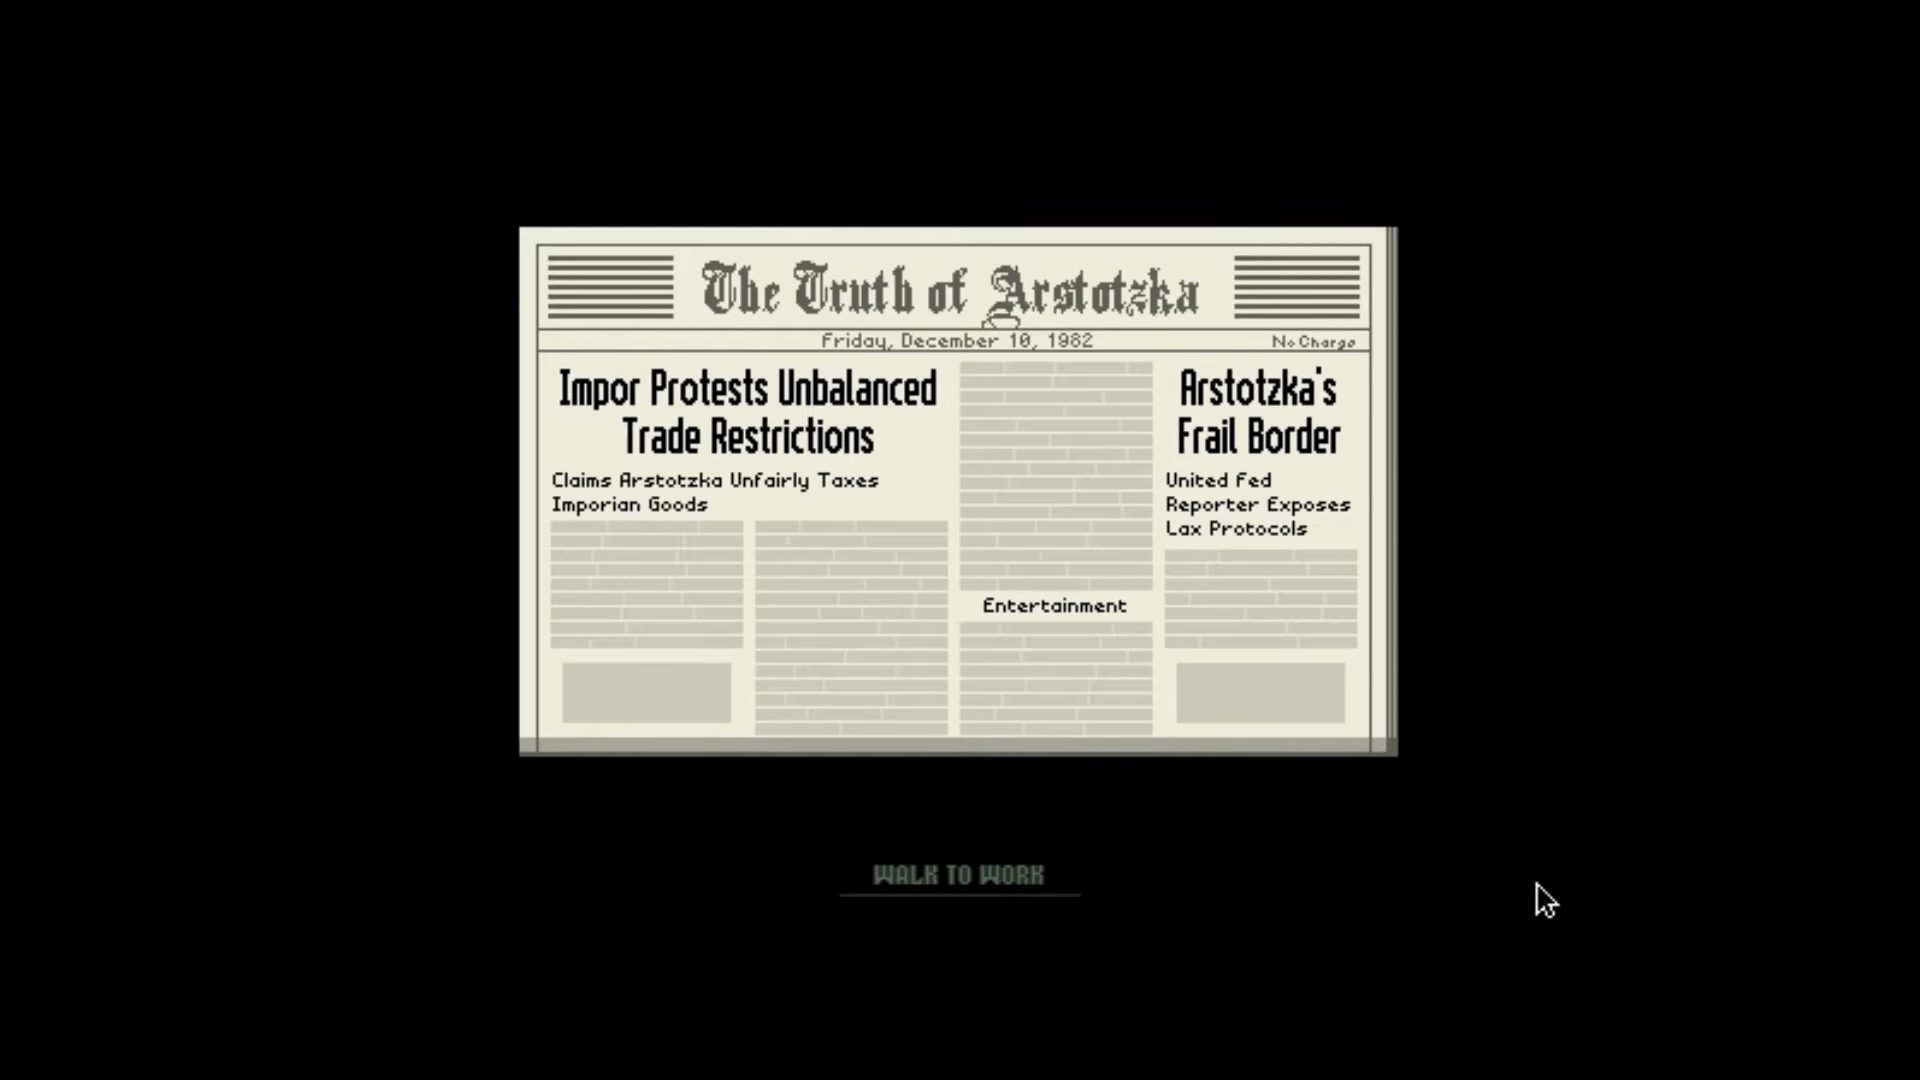 The Truth of Arstotzka
Friday, December 10, 1982
No Charge
Impor Protests Unbalanced
Trade Restrictions
Claims Arstotzka Unfairly Taxes
Imporian Goods
Entertainment
Arstotzka's
Frail Border
United Fed
Reporter Exposes
Lax Protocols
WALK TO WORK